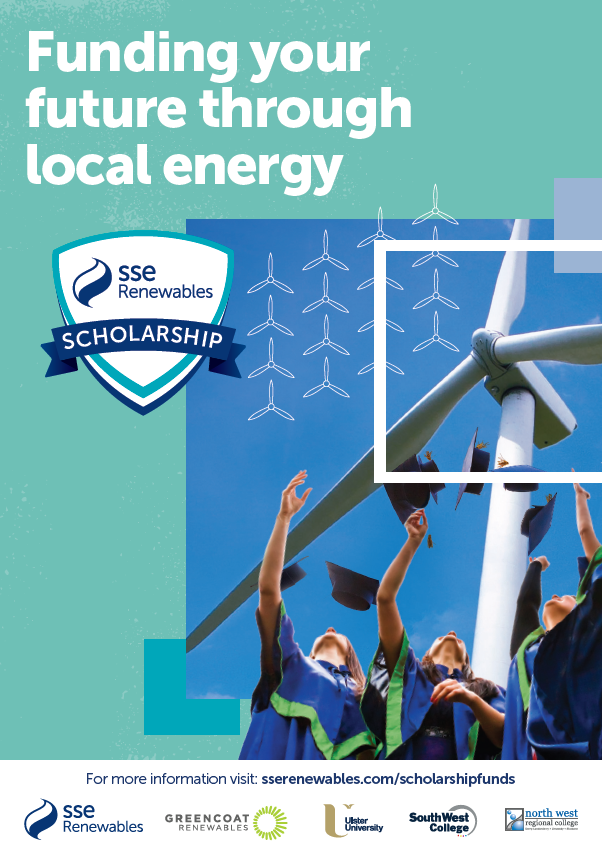 Funding your
future through
local energy
sse
Renewables
SCHOLARSHIP
For more information visit: sserenewables.com/scholarshipfunds
sse
Renewables
GREENCOAT
RENEWABLES
Ulster
University
South West
College
north west
regional college